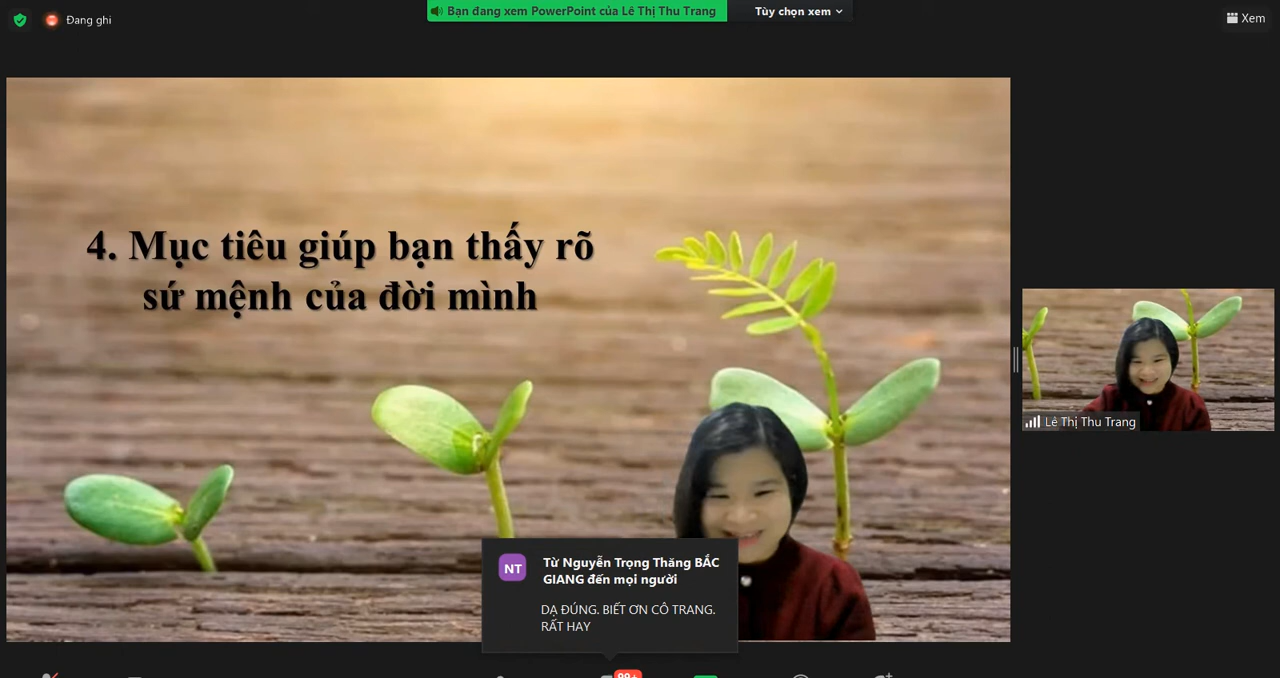 Đang ghi
Bạn đang xem PowerPoint của Lê Thị Thu Trang
Tùy chọn xem
Xem
4. Mục tiêu giúp bạn thấy rõ
sứ mệnh của đời mình
Lê Thị Thu Trang
NT
Từ Nguyễn Trọng Thăng BẮC
GIANG đến mọi người
DẠ ĐÚNG. BIẾT ƠN CÔ TRANG.
RẤT HAY
99+